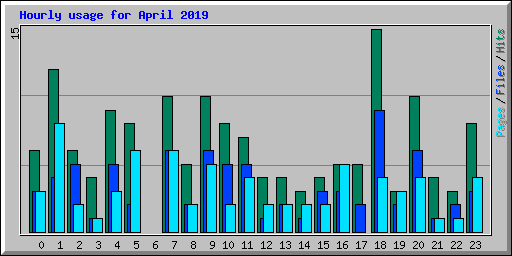 Hourly usage for April 2019
15
Pages/Files/Hits
0 1 2 3 4 5 6 7 8 9 10 11 12 13 14 15 16 17 18 19 20 21 22 23